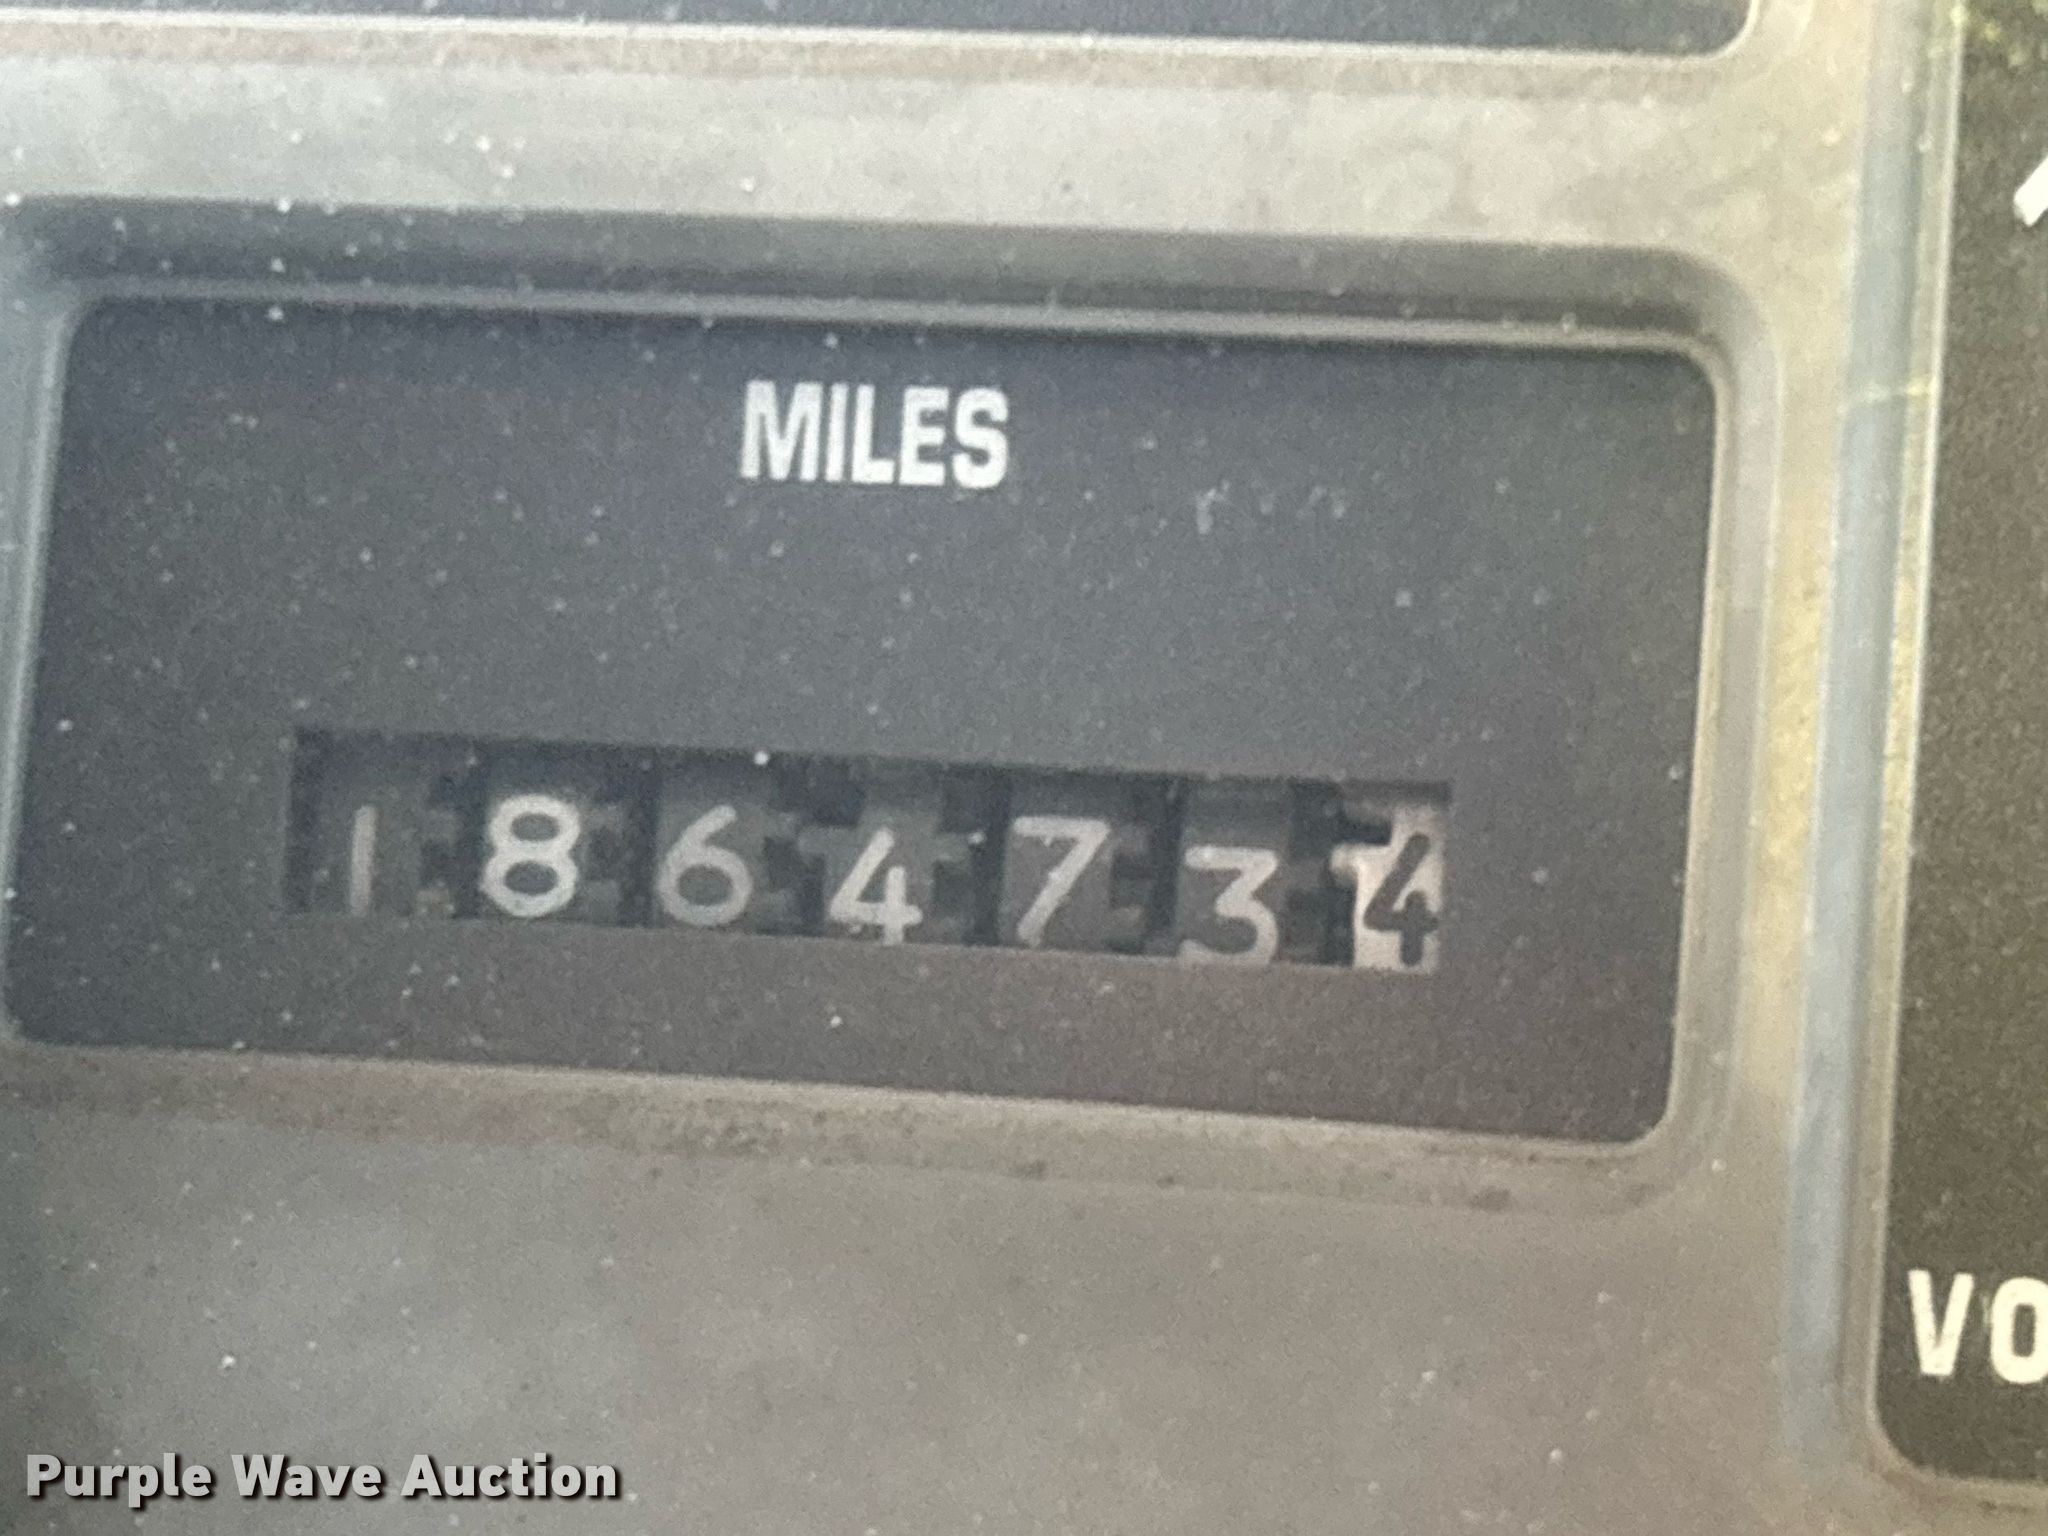 MILES
1864734
VO
Purple Wave Auction